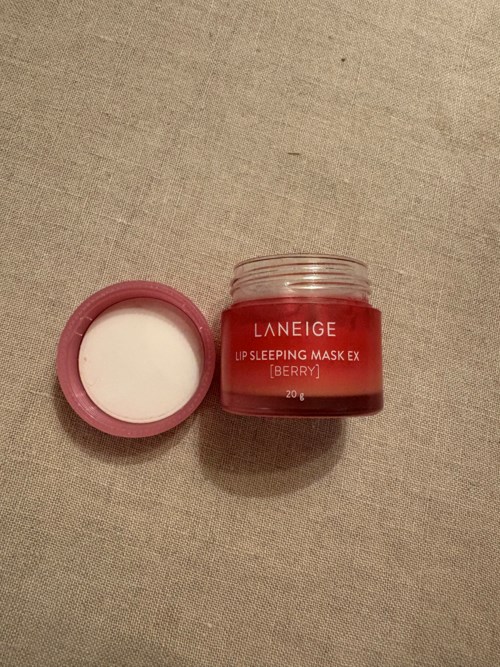 LANEIGE
LIP SLEEPING MASK EX
[BERRY]
20 g